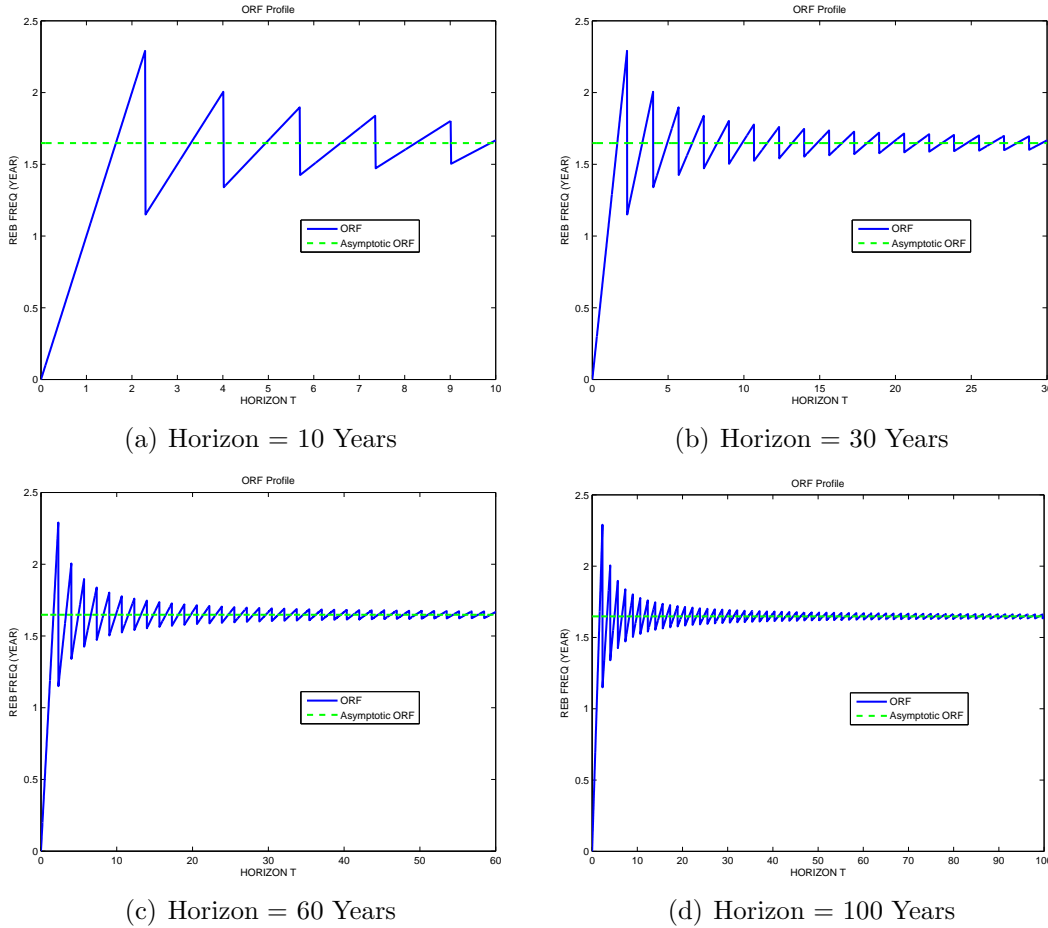 ORF Profile
2.5
2
1.5
1
0.5
0
REB FREQ (YEAR)
0 1 2 3 4 5 6 7 8 9 10
HORIZON T
ORF
Asymptotic ORF
(a) Horizon = 10 Years
ORF Profile
2.5
2
1.5
1
0.5
0
REB FREQ (YEAR)
0 5 10 15 20 25 30
HORIZON T
ORF
Asymptotic ORF
(b) Horizon = 30 Years
ORF Profile
2.5
2
1.5
1
0.5
0
REB FREQ (YEAR)
0 10 20 30 40 50 60
HORIZON T
ORF
Asymptotic ORF
(c) Horizon = 60 Years
ORF Profile
2.5
2
1.5
1
0.5
0
REB FREQ (YEAR)
0 10 20 30 40 50 60 70 80 90 100
HORIZON T
ORF
Asymptotic ORF
(d) Horizon = 100 Years